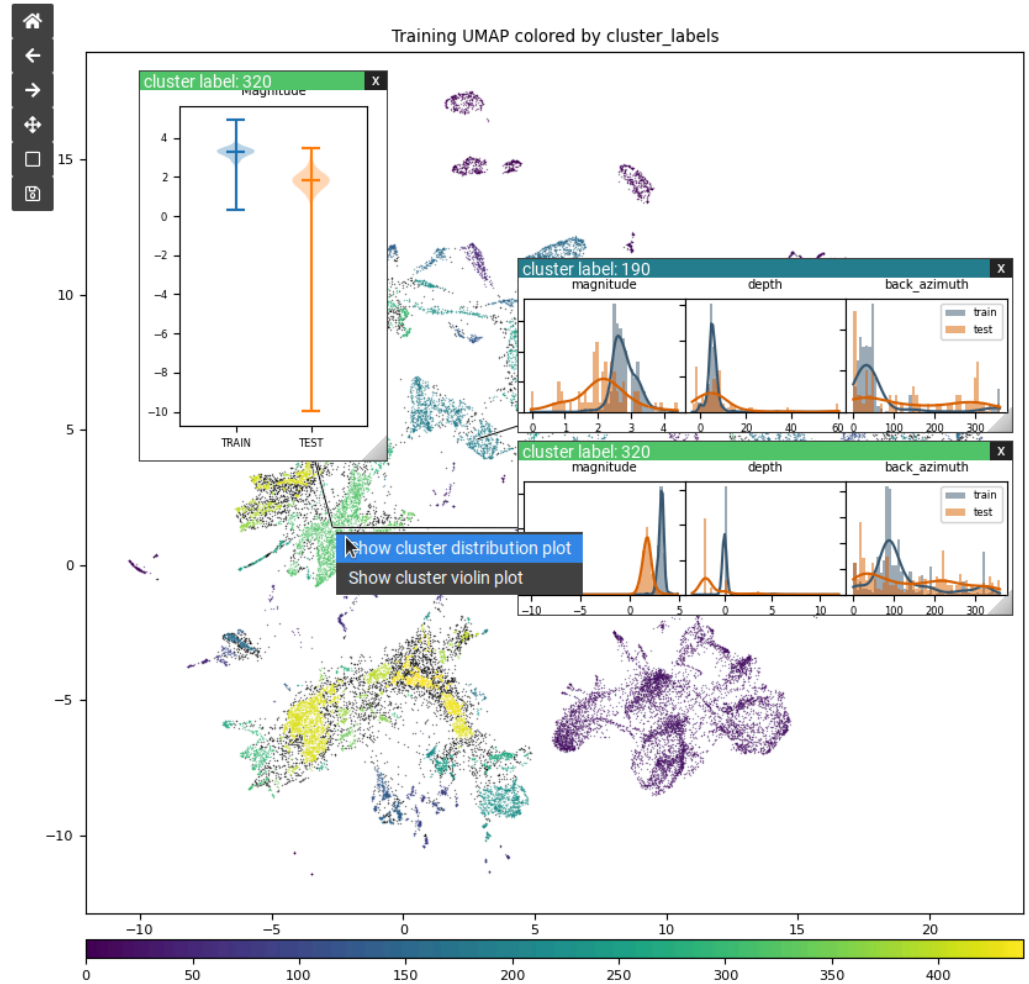 Training UMAP colored by cluster_labels
cluster label: 320 x
Magnitude
4
2
0
−2
−4
−6
−8
−10
TRAIN TEST
cluster label: 190 x
magnitude depth back_azimuth
train
test
0 1 2 3 4 0 20 40 60 0 100 200 300
cluster label: 320 x
magnitude depth back_azimuth
train
test
−10 −5 0 5 0 5 10 0 100 200 300
Show cluster distribution plot
Show cluster violin plot
15
10
5
0
−5
−10
−10 −5 0 5 10 15 20
0 50 100 150 200 250 300 350 400